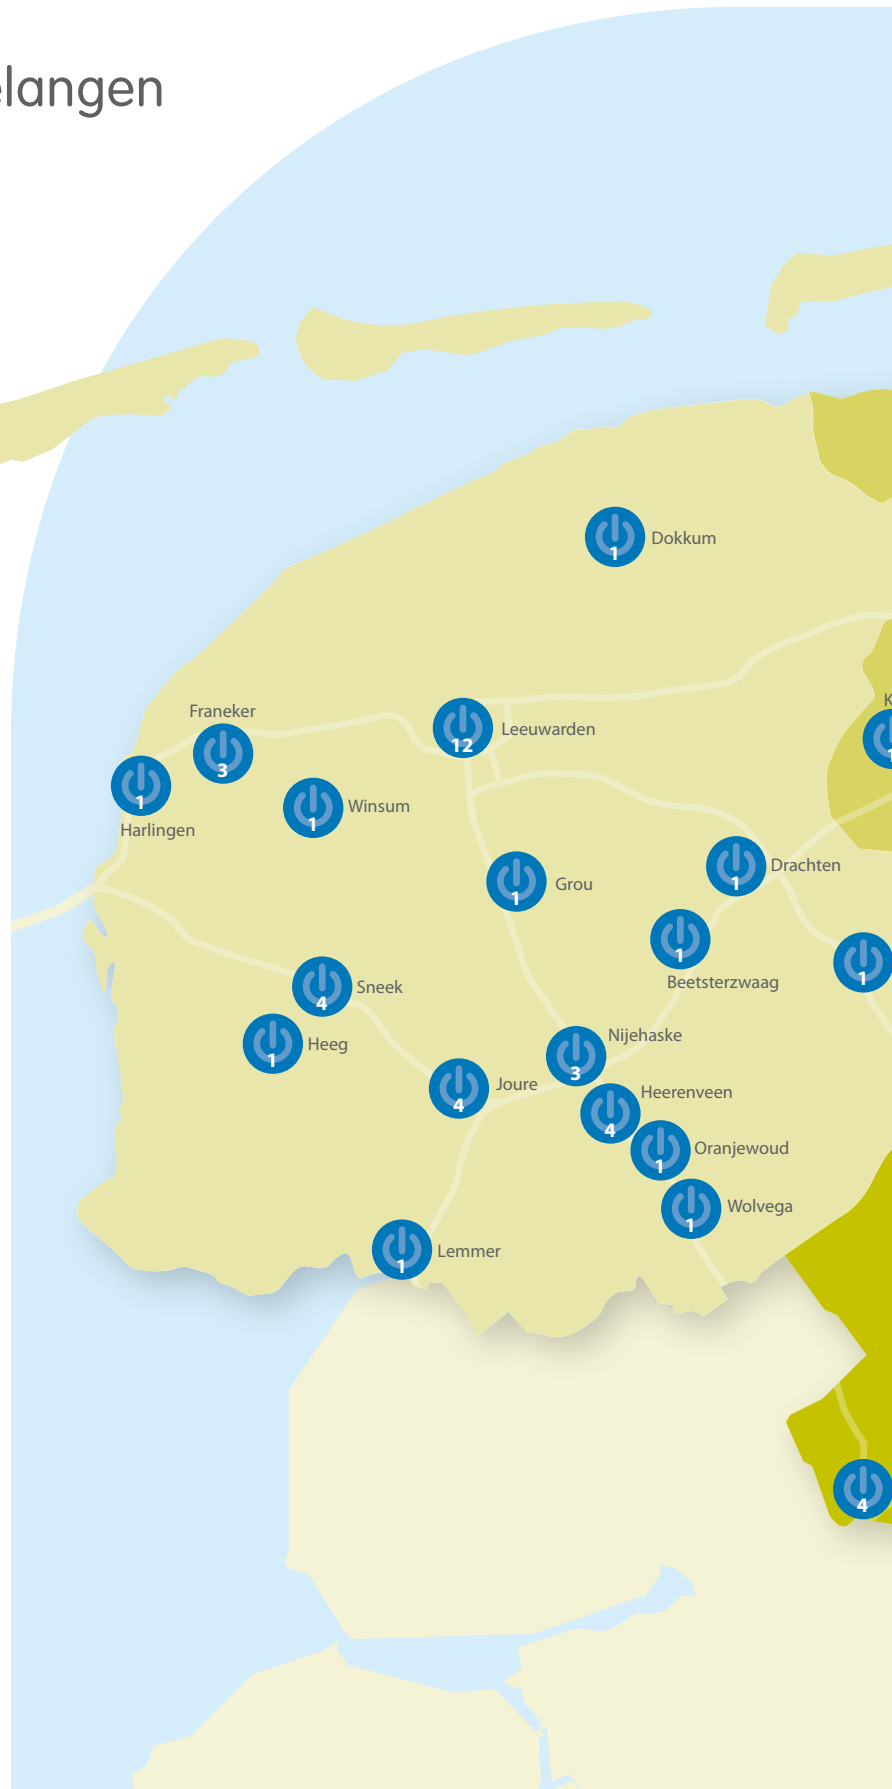 elangen
1
Dokkum
K
Franeker
3
12
Leeuwarden
1
1
Harlingen
1
Winsum
1
Drachten
1
Grou
1
Beetsterzwaag
1
4
Sneek
1
Heeg
Nijehaske
3
4
Joure
Heerenveen
4
1
Oranjewoud
1
Wolvega
1
Lemmer
4